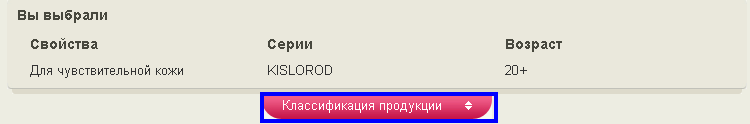 Вы выбрали
Свойства Серии Возраст
Для чувствительной кожи KISLOROD 20+
Классификация продукции